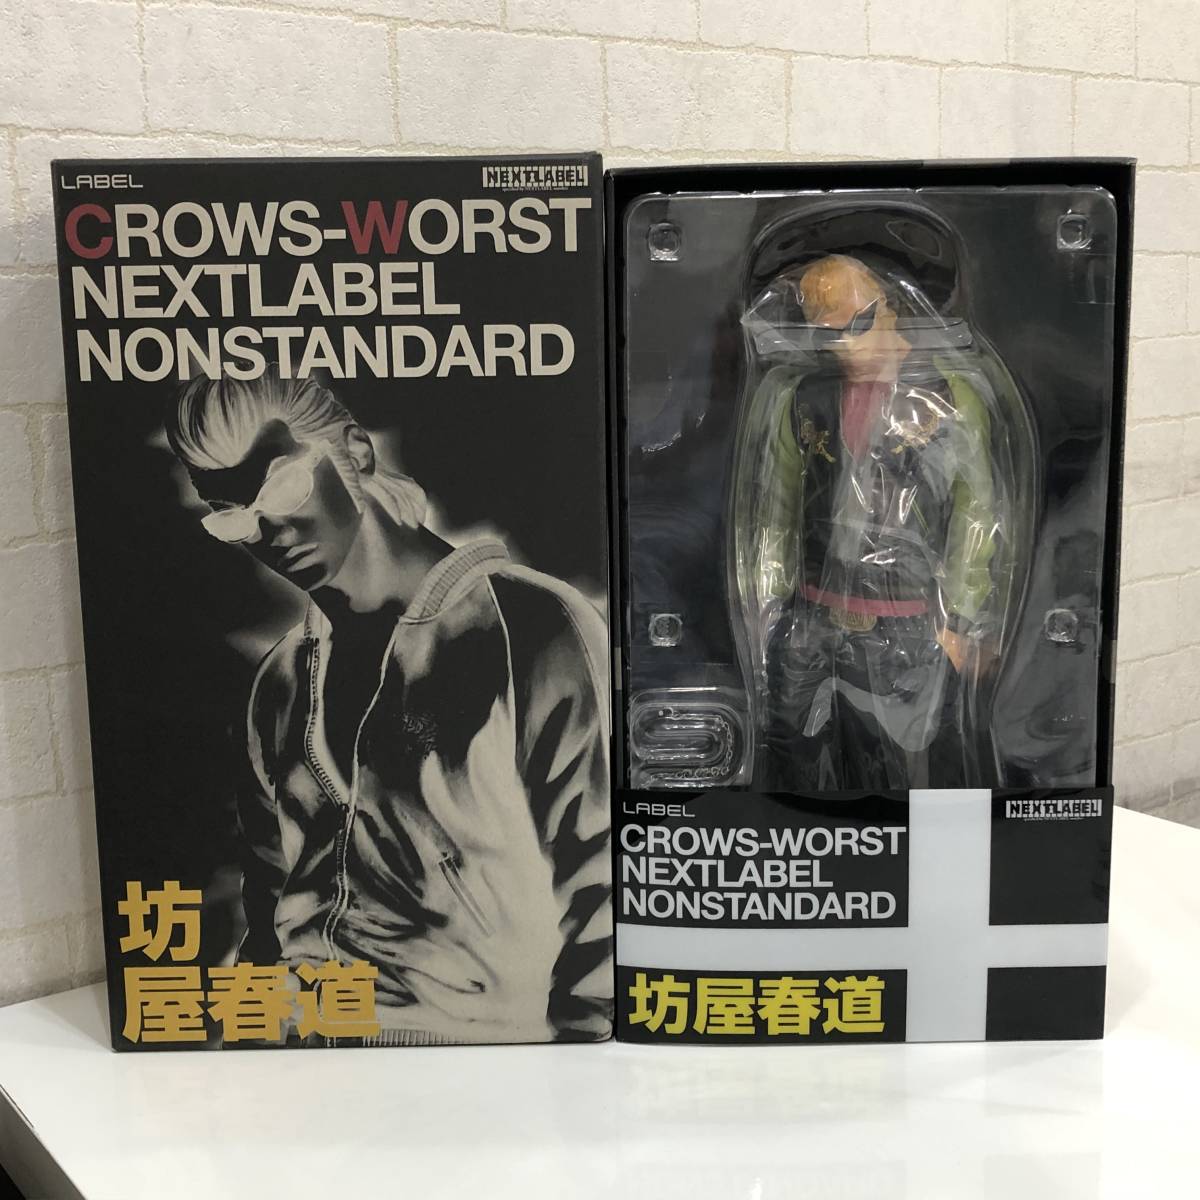 LABEL
NEXTLABEL
CROWS-WORST
NEXTLABEL
NONSTANDARD
坊
屋春道
LABEL
NEXTLABEL
CROWS-WORST
NEXTLABEL
NONSTANDARD
坊屋春道